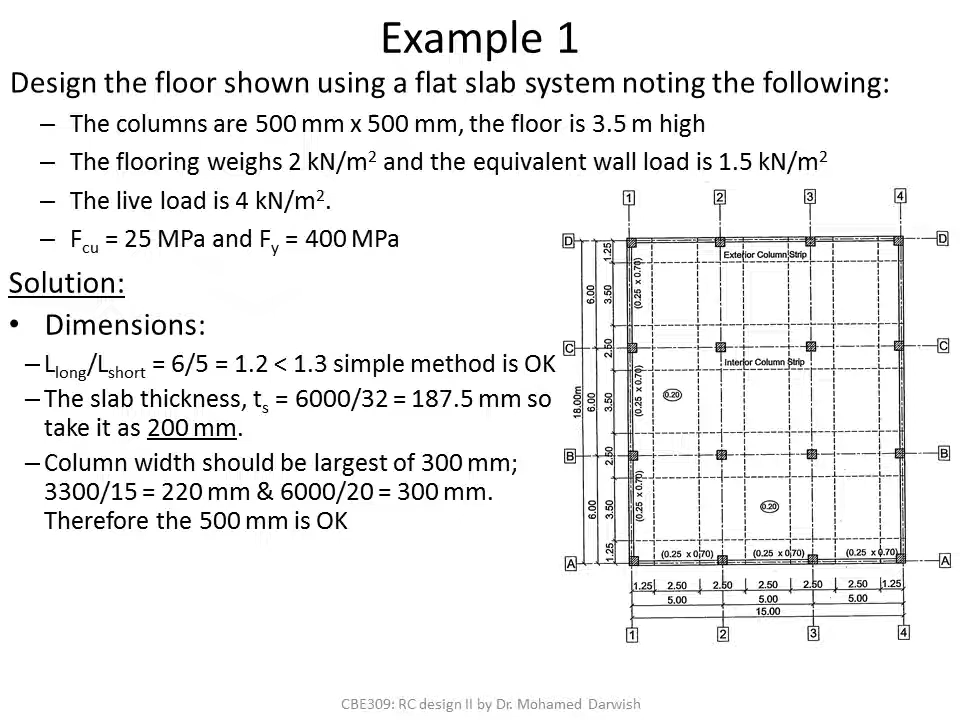 Example 1
Design the floor shown using a flat slab system noting the following:
– The columns are 500 mm x 500 mm, the floor is 3.5 m high
– The flooring weighs 2 kN/m² and the equivalent wall load is 1.5 kN/m²
– The live load is 4 kN/m².
– Fcu = 25 MPa and Fy = 400 MPa
Solution:
• Dimensions:
– Llong/Lshort = 6/5 = 1.2 < 1.3 simple method is OK
– The slab thickness, ts = 6000/32 = 187.5 mm so
take it as 200 mm.
– Column width should be largest of 300 mm;
3300/15 = 220 mm & 6000/20 = 300 mm.
Therefore the 500 mm is OK
1 2 3 4
D D
Exterior Column Strip
1.25
(0.25 x 0.70)
6.00 3.50
C C
2.50
Interior Column Strip
(0.25 x 0.70)
18.00m 6.00 3.50
0.20
B B
2.50
(0.25 x 0.70)
6.00 3.50
0.20
1.25
(0.25 x 0.70) (0.25 x 0.70) (0.25 x 0.70)
A A
1.25 2.50 2.50 2.50 2.50 2.50 1.25
5.00 5.00 5.00
15.00
1 2 3 4
CBE309: RC design II by Dr. Mohamed Darwish